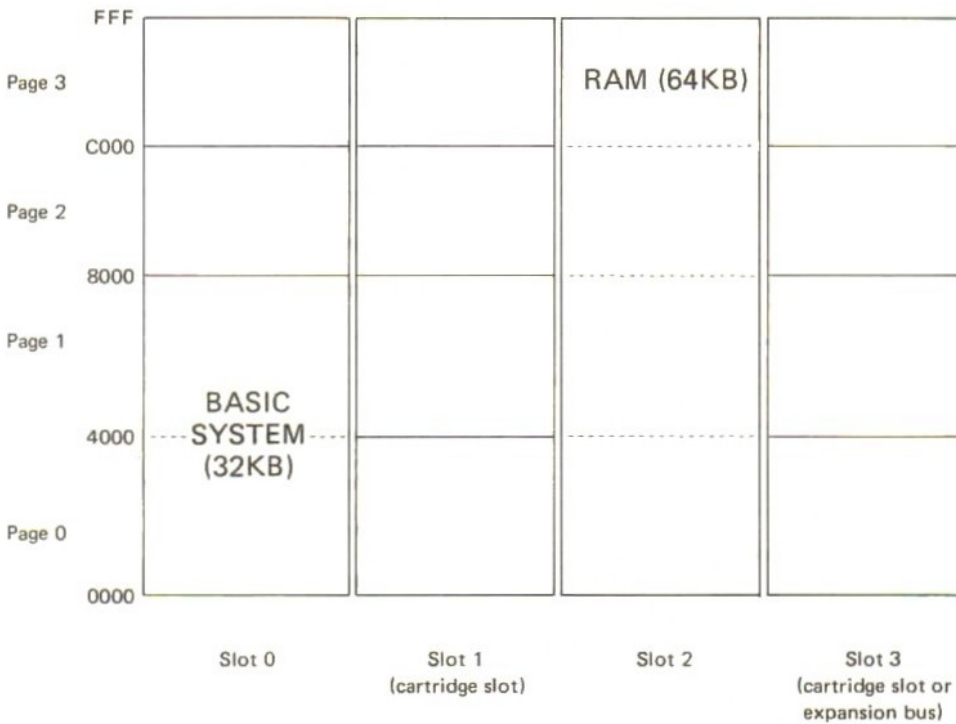 FFF
Page 3
RAM (64KB)
C000
Page 2
8000
Page 1
BASIC
4000
SYSTEM
(32KB)
Page 0
0000
Slot 0
Slot 1
(cartridge slot)
Slot 2
Slot 3
(cartridge slot or
expansion bus)